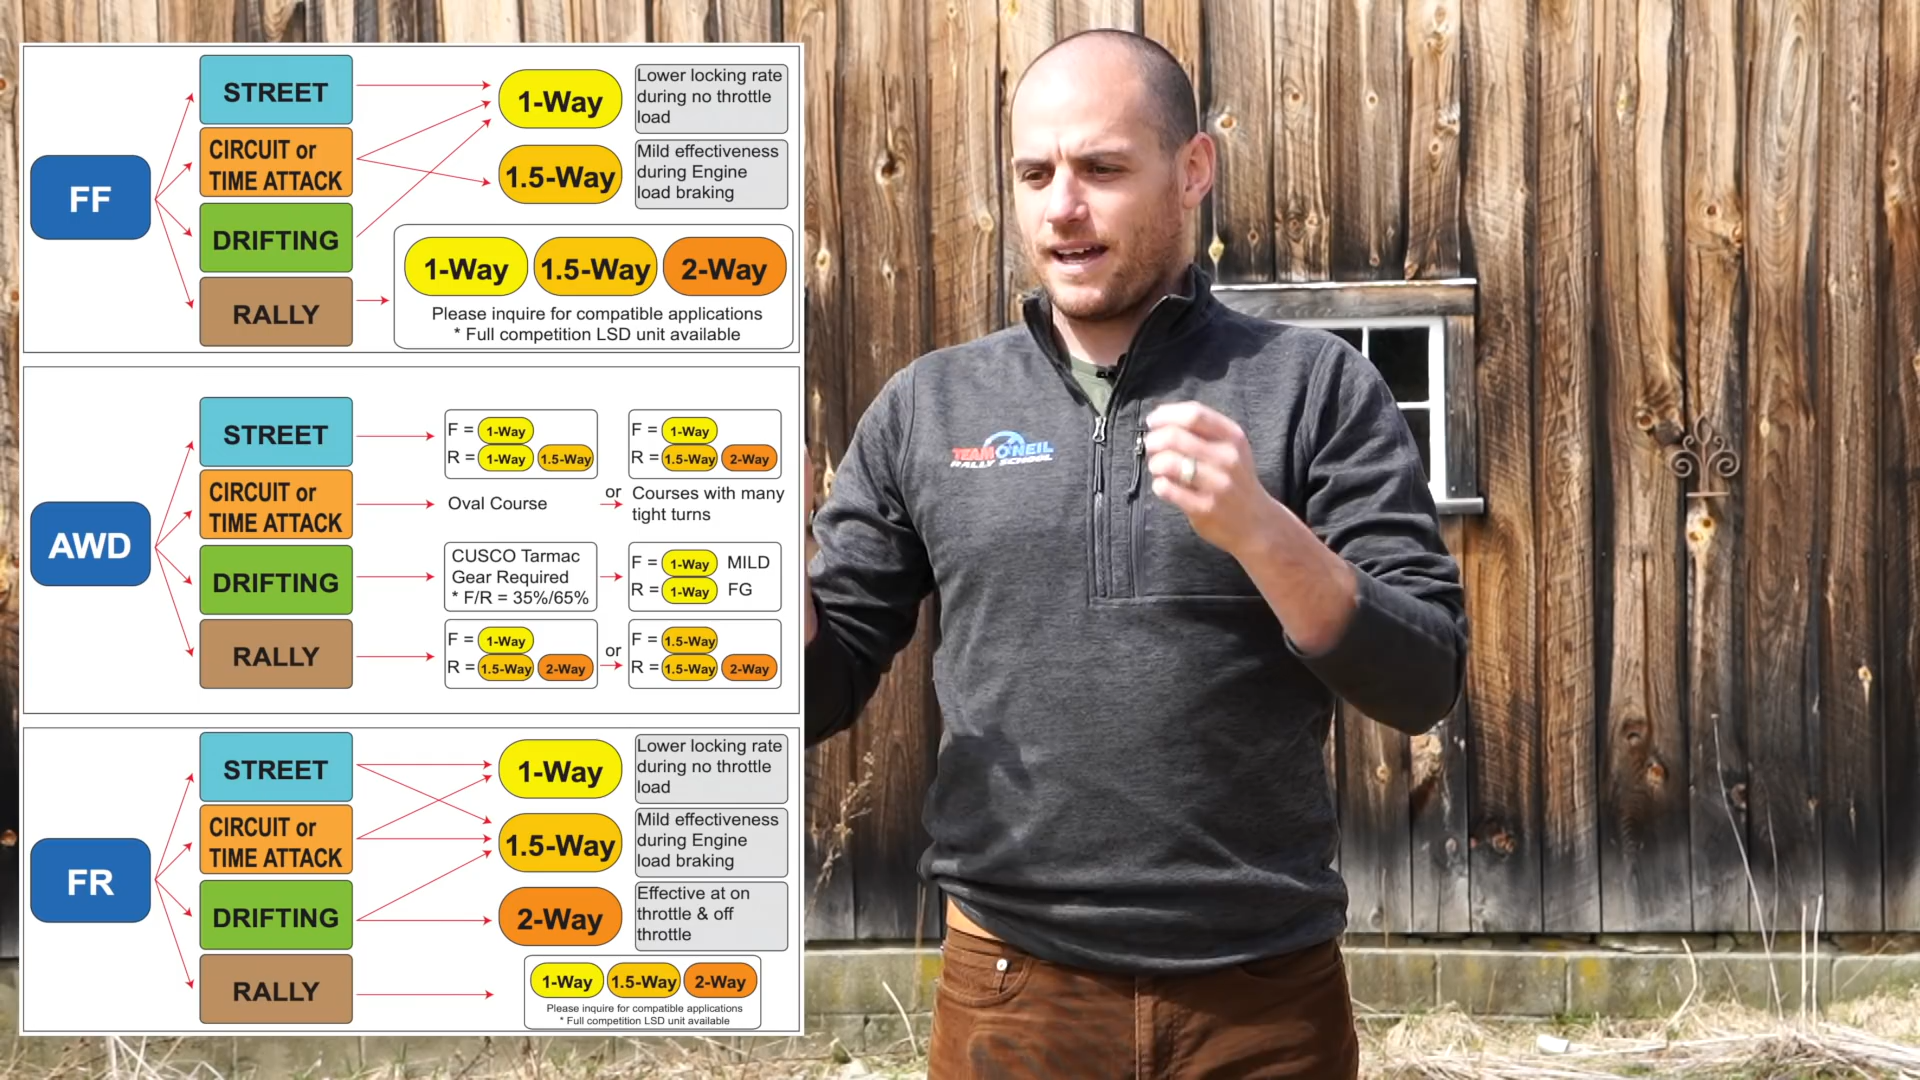 FF
STREET
CIRCUIT or
TIME ATTACK
DRIFTING
RALLY
1-Way
Lower locking rate
during no throttle
load
1.5-Way
Mild effectiveness
during Engine
load braking
1-Way 1.5-Way 2-Way
Please inquire for compatible applications
* Full competition LSD unit available
AWD
STREET
F = 1-Way
R = 1-Way 1.5-Way
F = 1-Way
R = 1.5-Way 2-Way
CIRCUIT or
TIME ATTACK
Oval Course
or
Courses with many
tight turns
DRIFTING
CUSCO Tarmac
Gear Required
* F/R = 35%/65%
F = 1-Way MILD
R = 1-Way FG
RALLY
F = 1-Way
R = 1.5-Way 2-Way
or
F = 1.5-Way
R = 1.5-Way 2-Way
FR
STREET
CIRCUIT or
TIME ATTACK
DRIFTING
RALLY
1-Way
Lower locking rate
during no throttle
load
1.5-Way
Mild effectiveness
during Engine
load braking
2-Way
Effective at on
throttle & off
throttle
1-Way 1.5-Way 2-Way
Please inquire for compatible applications
* Full competition LSD unit available
TEAM O'NEIL
RALLY SCHOOL